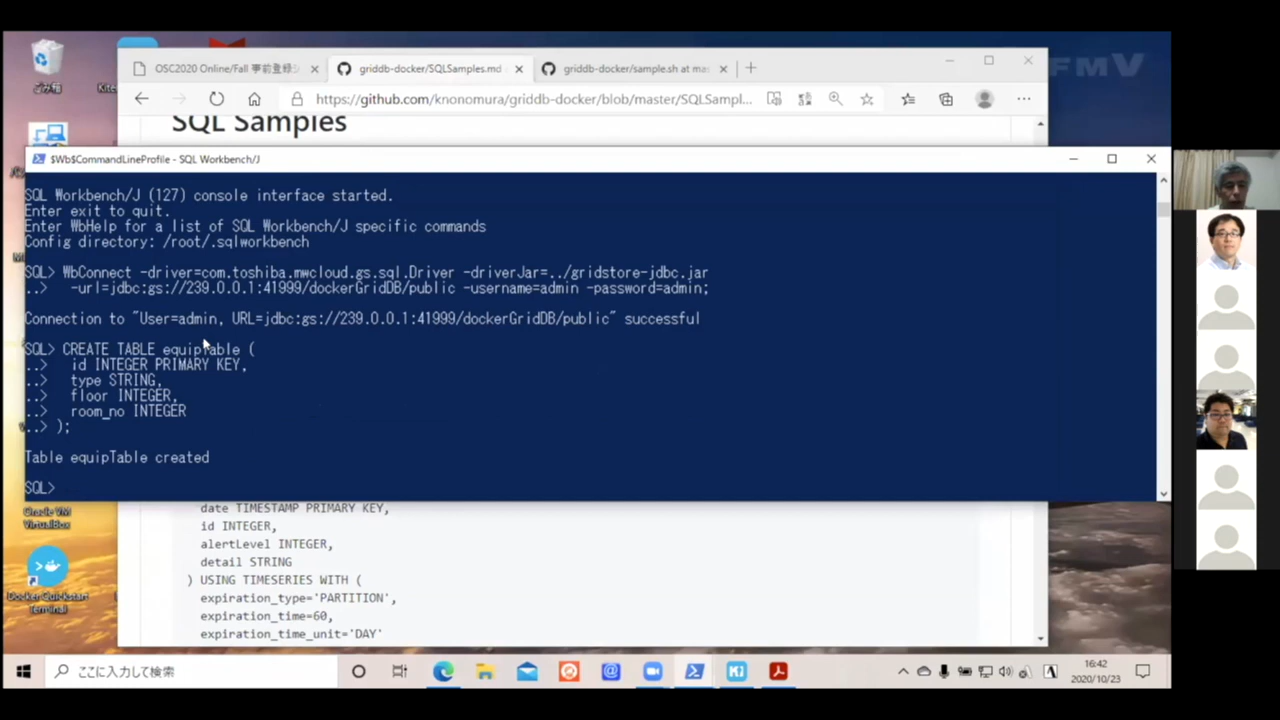 ごみ箱
OSC2020 Online/Fall 事前登録
griddb-docker/SQLSamples.md
griddb-docker/sample.sh at mas
FMV
https://github.com/knonomura/griddb-docker/blob/master/SQLSampl...
SQL Samples
$Wb$CommandLineProfile - SQL Workbench/J
SQL Workbench/J (127) console interface started.
Enter exit to quit.
Enter WbHelp for a list of SQL Workbench/J specific commands
Config directory: /root/.sqlworkbench
SQL> WbConnect -driver=com.toshiba.mwcloud.gs.sql.Driver -driverJar=../gridstore-jdbc.jar
..>  -url=jdbc:gs://239.0.0.1:41999/dockerGridDB/public -username=admin -password=admin;
Connection to "User=admin, URL=jdbc:gs://239.0.0.1:41999/dockerGridDB/public" successful
SQL> CREATE TABLE equipTable (
..>   id INTEGER PRIMARY KEY,
..>   type STRING,
..>   floor INTEGER,
..>   room_no INTEGER
..> );
Table equipTable created
SQL>
Oracle VM
VirtualBox
date TIMESTAMP PRIMARY KEY,
id INTEGER,
alertLevel INTEGER,
detail STRING
) USING TIMESERIES WITH (
expiration_type='PARTITION',
expiration_time=60,
expiration_time_unit='DAY'
Docker Quickstart
Terminal
ここに入力して検索
A
16:42
2020/10/23